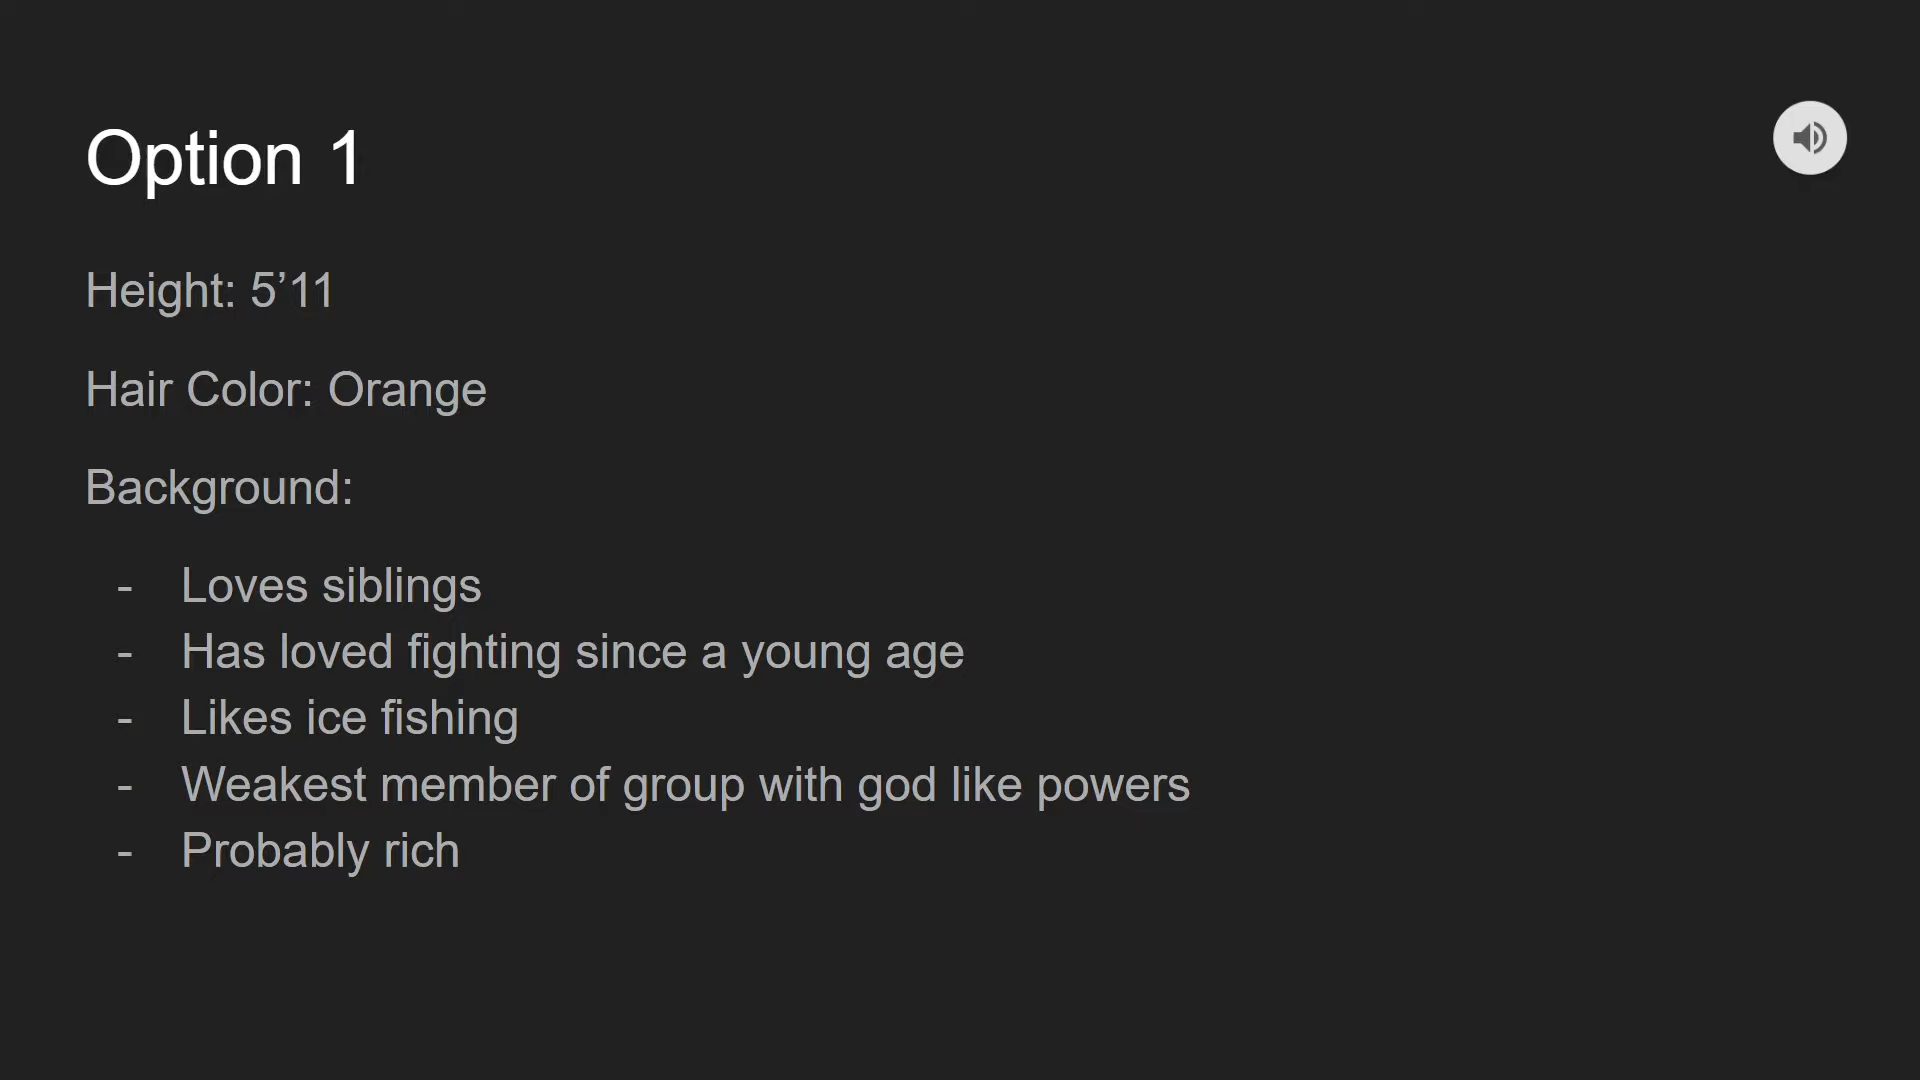 Option 1
Height: 5’11
Hair Color: Orange
Background:
- Loves siblings
- Has loved fighting since a young age
- Likes ice fishing
- Weakest member of group with god like powers
- Probably rich